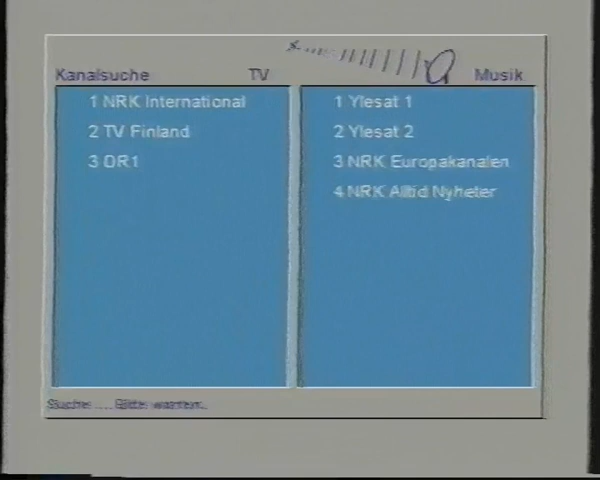 Kanalsuche TV Musik
1 NRK International
2 TV Finland
3 DR1
1 Ylesat 1
2 Ylesat 2
3 NRK Europakanalen
4 NRK Alltid Nyheter
Suche .... Bitte warten.